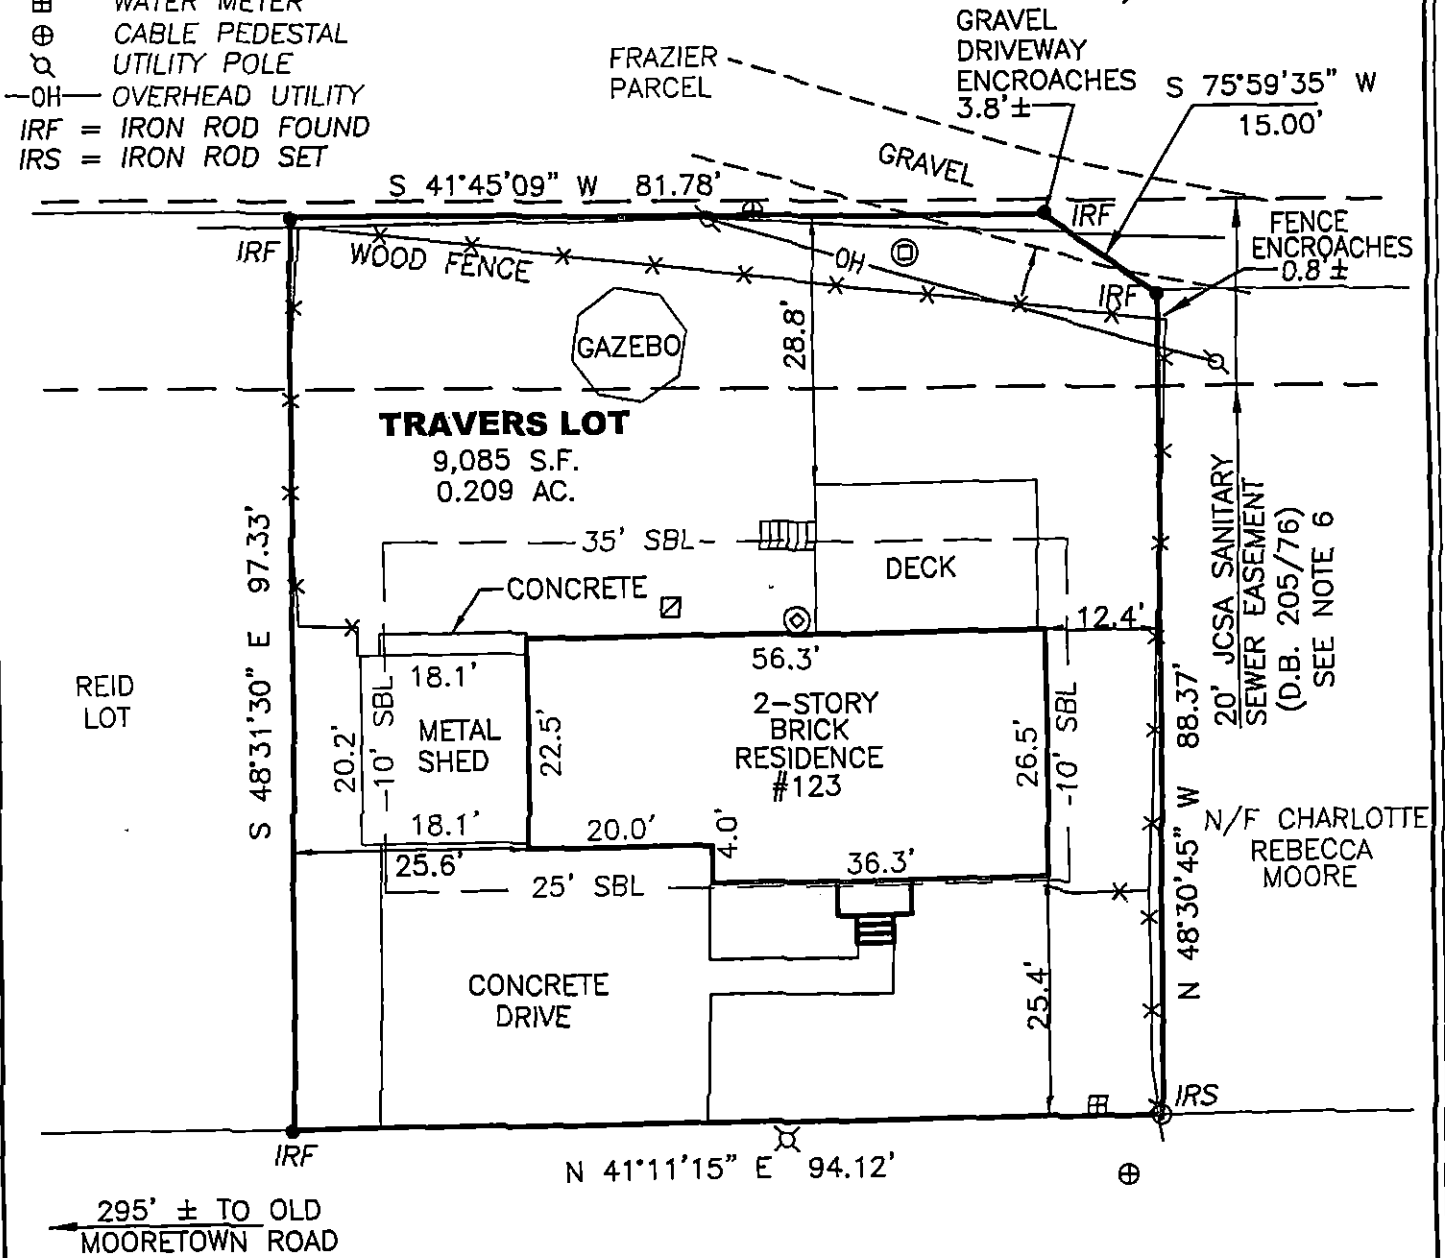 WATER METER
CABLE PEDESTAL
UTILITY POLE
—OH— OVERHEAD UTILITY
IRF = IRON ROD FOUND
IRS = IRON ROD SET
FRAZIER
PARCEL
GRAVEL
DRIVEWAY
ENCROACHES
3.8'±
S 75°59'35" W
15.00'
GRAVEL
S 41°45'09" W 81.78'
IRF
IRF
FENCE
ENCROACHES
0.8'±
IRF
WOOD FENCE
OH
GAZEBO
28.8'
TRAVERS LOT
9,085 S.F.
0.209 AC.
20' JCSA SANITARY
SEWER EASEMENT
(D.B. 205/76)
SEE NOTE 6
35' SBL
DECK
CONCRETE
S 48°31'30" E 97.33'
12.4'
56.3'
18.1'
REID
LOT
20.2'
10' SBL
METAL
SHED
22.5'
2-STORY
BRICK
RESIDENCE
#123
26.5'
10' SBL
N 48°30'45" W 88.37'
18.1'
20.0'
4.0'
25.6'
36.3'
25' SBL
N/F CHARLOTTE
REBECCA
MOORE
CONCRETE
DRIVE
25.4'
IRS
IRF
N 41°11'15" E 94.12'
295' ± TO OLD
MOORETOWN ROAD